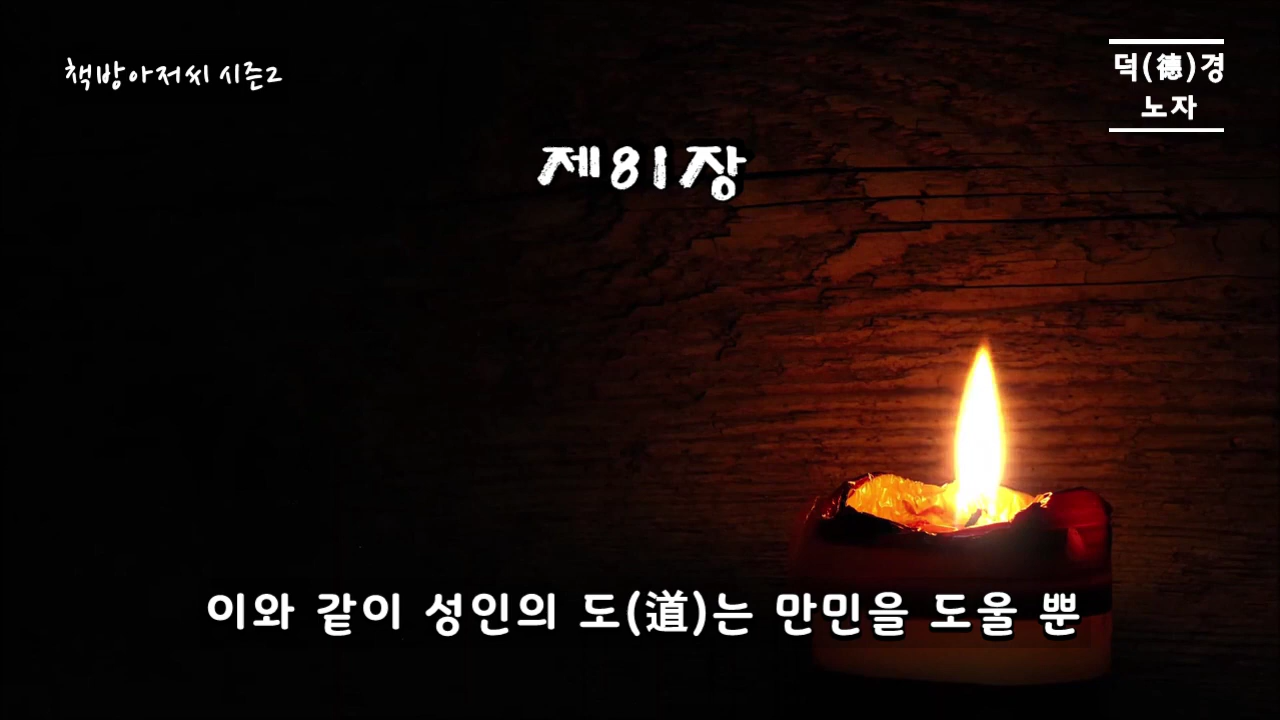 책방아저씨 시즌2
덕(德)경
노자
제81장
이와 같이 성인의 도(道)는 만민을 도울 뿐